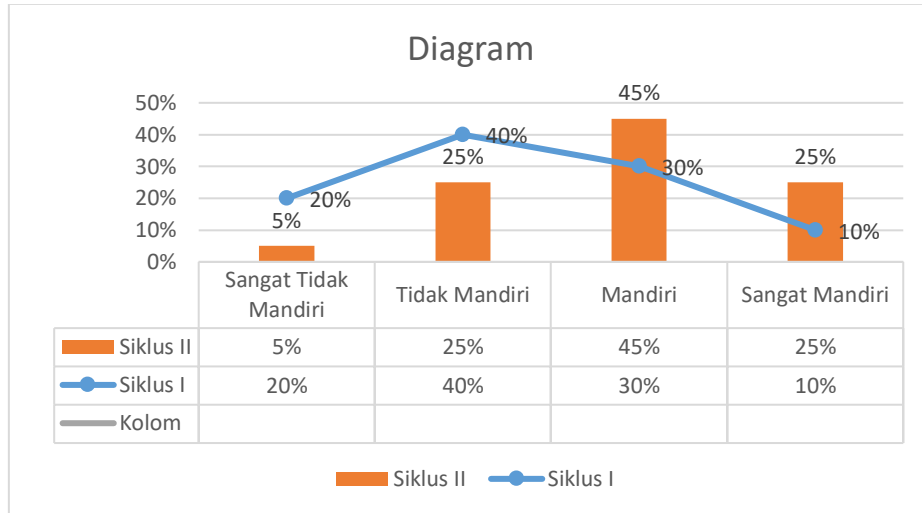 Diagram
45%
50%
40%
40%
25%
25%
30%
30%
20%
20%
5%
10%
10%
0%
Sangat Tidak Mandiri Tidak Mandiri Mandiri Sangat Mandiri
Siklus II 5% 25% 45% 25%
Siklus I 20% 40% 30% 10%
Kolom
Siklus II Siklus I